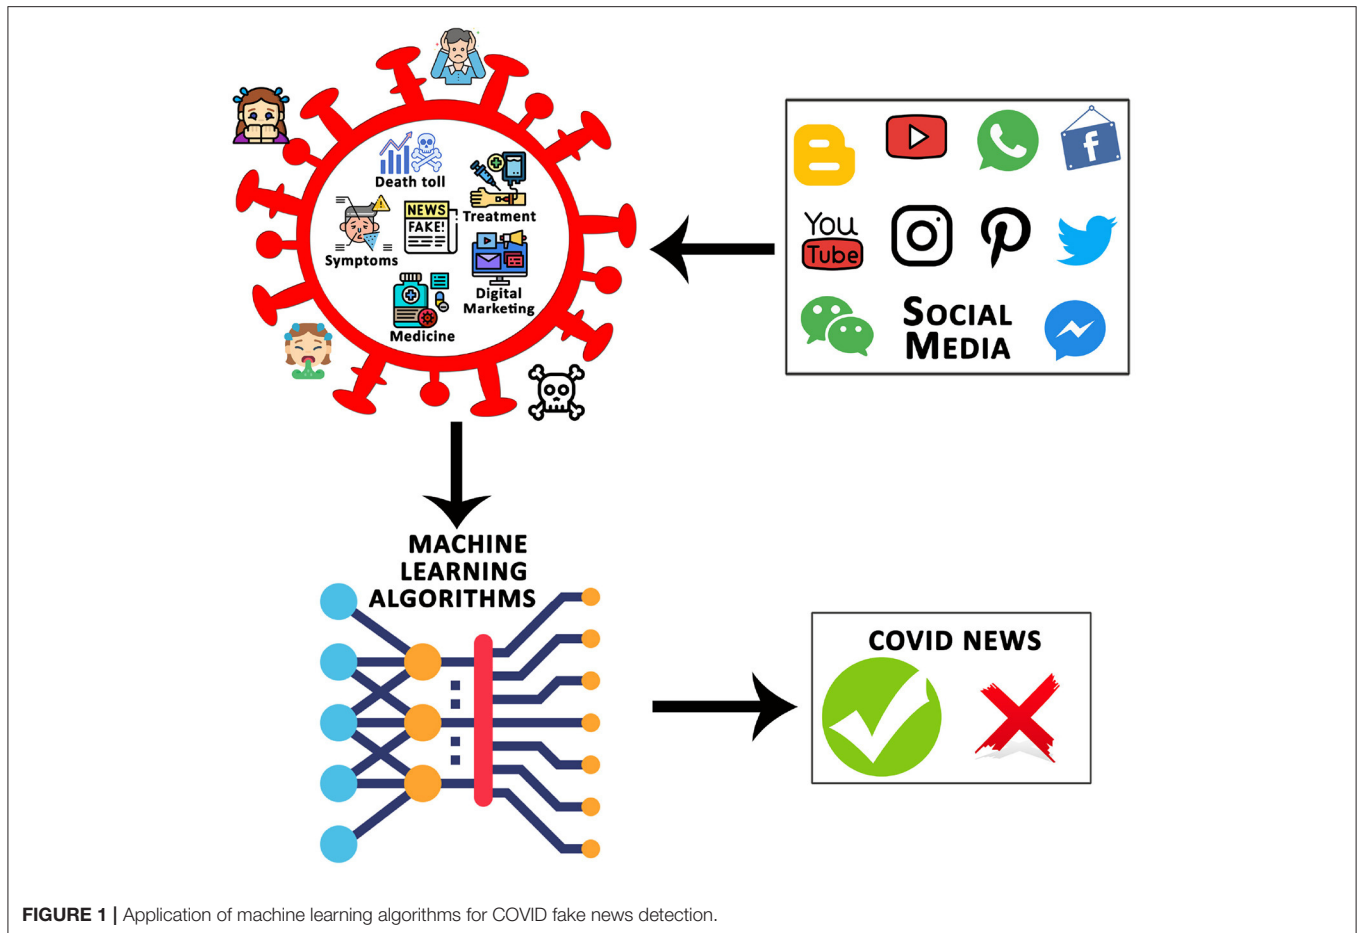 Death toll
Treatment
NEWS
FAKE!
Symptoms
Digital
Marketing
Medicine
f
You
Tube
SOCIAL
MEDIA
MACHINE
LEARNING
ALGORITHMS
COVID NEWS
FIGURE 1 | Application of machine learning algorithms for COVID fake news detection.